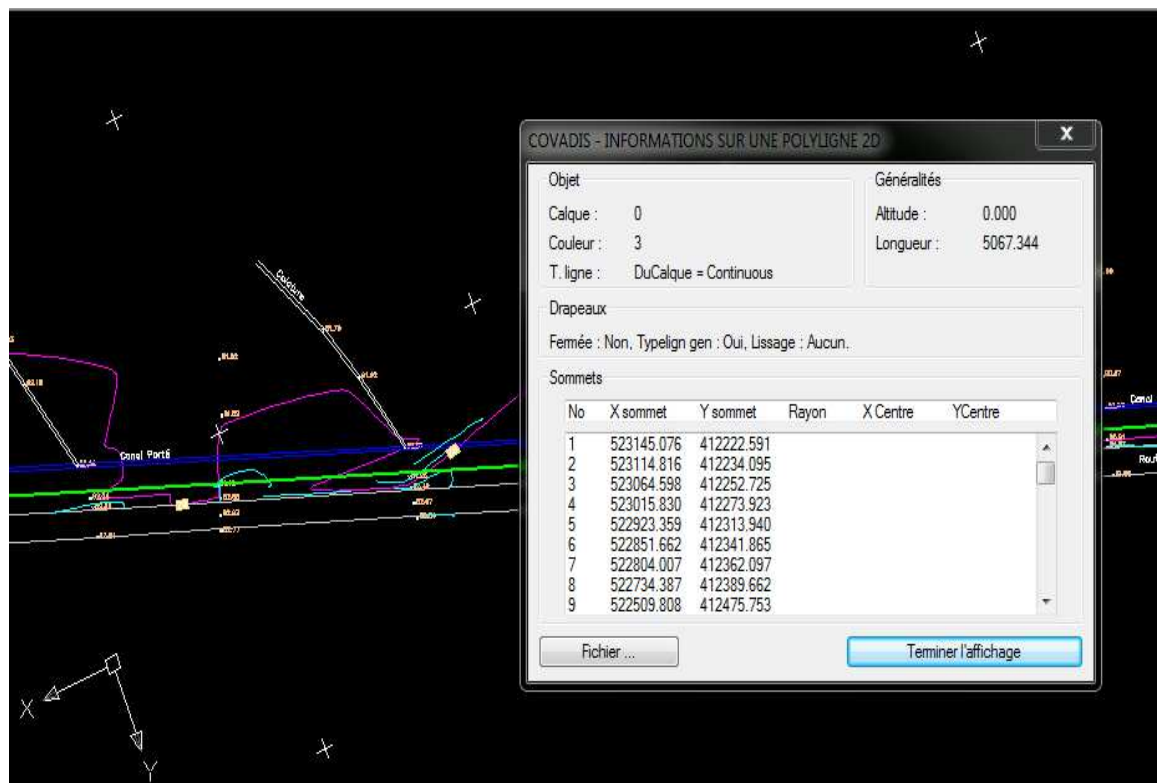 COVADIS - INFORMATIONS SUR UNE POLYLIGNE 2D
X
Objet
Calque : 0
Couleur : 3
T. ligne : DuCalque = Continuous
Généralités
Altitude : 0.000
Longueur : 5067.344
Drapeaux
Fermée : Non, Typelign gen : Oui, Lissage : Aucun.
Sommets
No X sommet Y sommet Rayon X Centre YCentre
1 523145.076 412222.591
2 523114.816 412234.095
3 523064.598 412252.725
4 523015.830 412273.923
5 522923.359 412313.940
6 522851.662 412341.865
7 522804.007 412362.097
8 522734.387 412389.662
9 522509.808 412475.753
Fichier ...
Terminer l'affichage
Colature
Canal Porté
Canal
Rout
X
Y